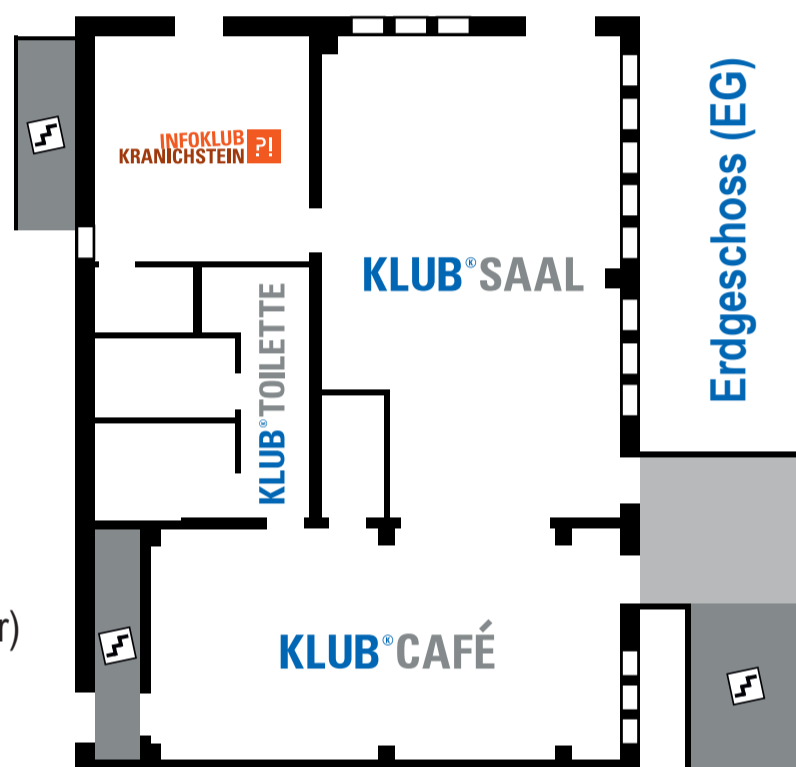 INFOKLUB
KRANICHSTEIN ?!
KLUB® SAAL
Erdgeschoss (EG)
KLUB® TOILETTE
r)
KLUB® CAFÉ